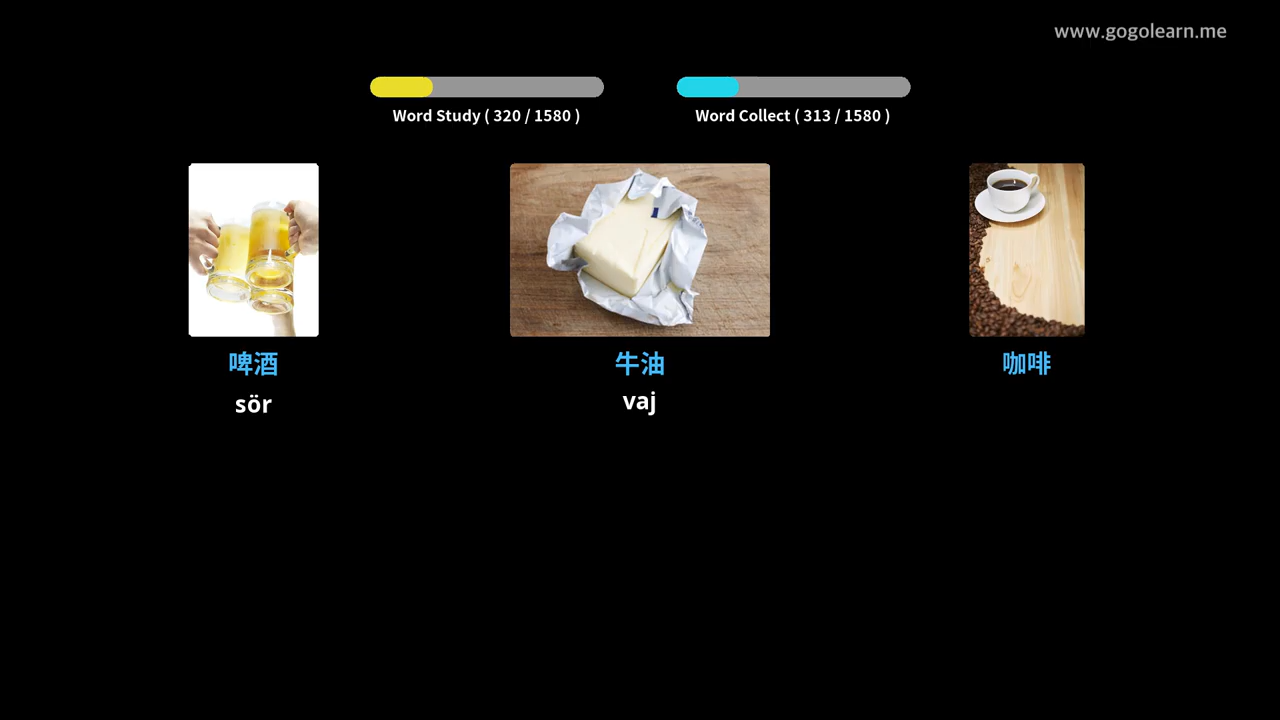 www.gogolearn.me
Word Study ( 320 / 1580 )
Word Collect ( 313 / 1580 )
啤酒
牛油
咖啡
sör
vaj